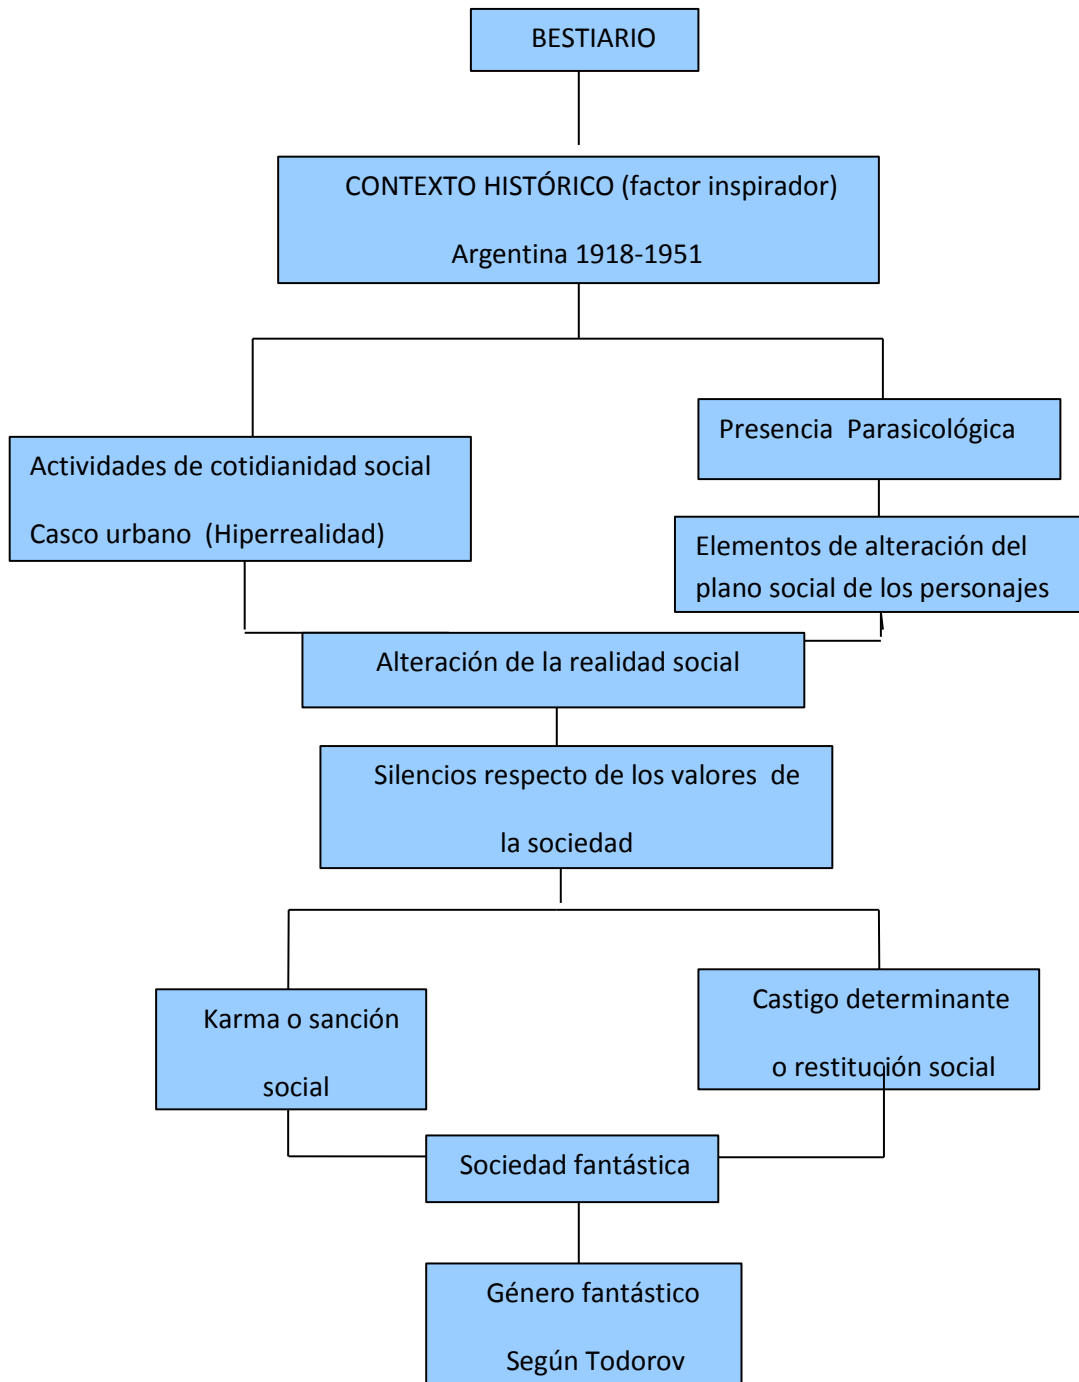 BESTIARIO
CONTEXTO HISTÓRICO (factor inspirador)
Argentina 1918-1951
Actividades de cotidianidad social
Casco urbano (Hiperrealidad)
Presencia Parasicológica
Elementos de alteración del
plano social de los personajes
Alteración de la realidad social
Silencios respecto de los valores de
la sociedad
Karma o sanción
social
Castigo determinante
o restitución social
Sociedad fantástica
Género fantástico
Según Todorov